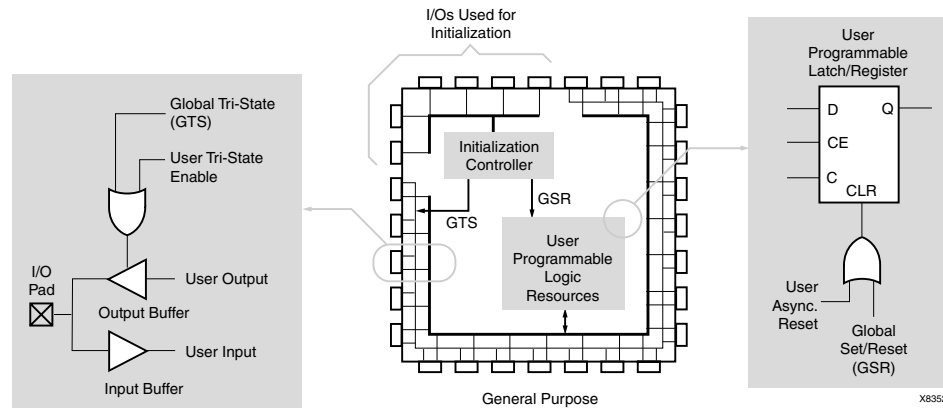 I/Os Used for
Initialization
Global Tri-State
(GTS)
User Tri-State
Enable
I/O
Pad
User Output
Output Buffer
User Input
Input Buffer
Initialization
Controller
GTS
GSR
User
Programmable
Logic
Resources
General Purpose
User
Programmable
Latch/Register
D
Q
CE
C
CLR
User
Async.
Reset
Global
Set/Reset
(GSR)